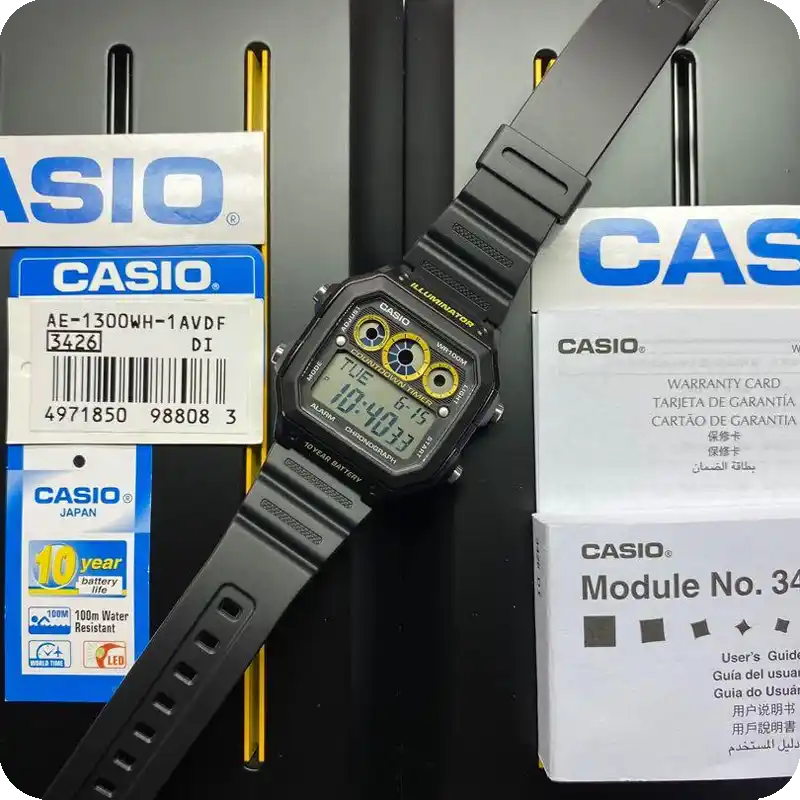 ASIO®
CASIO®
AE-1300WH-1AVDF
3426 DI
4971850 98808 3
CASIO®
JAPAN
10 year
battery
life
100M
100m Water
Resistant
WORLD TIME
LED
ILLUMINATOR
CASIO
ADJUST
WR100M
MODE
LIGHT
COUNTDOWN TIMER
TUE 6-15
P 10:40 33
ALARM
CHRONOGRAPH
START
10 YEAR BATTERY
CAS
CASIO®
W
WARRANTY CARD
TARJETA DE GARANTÍA
CARTÃO DE GARANTIA
保修卡
保修卡
بطاقة الضمان
CASIO®
Module No. 34
User's Guide
Guía del usuar
Guia do Usuár
用户说明书
用戶說明書
دليل المستخدم